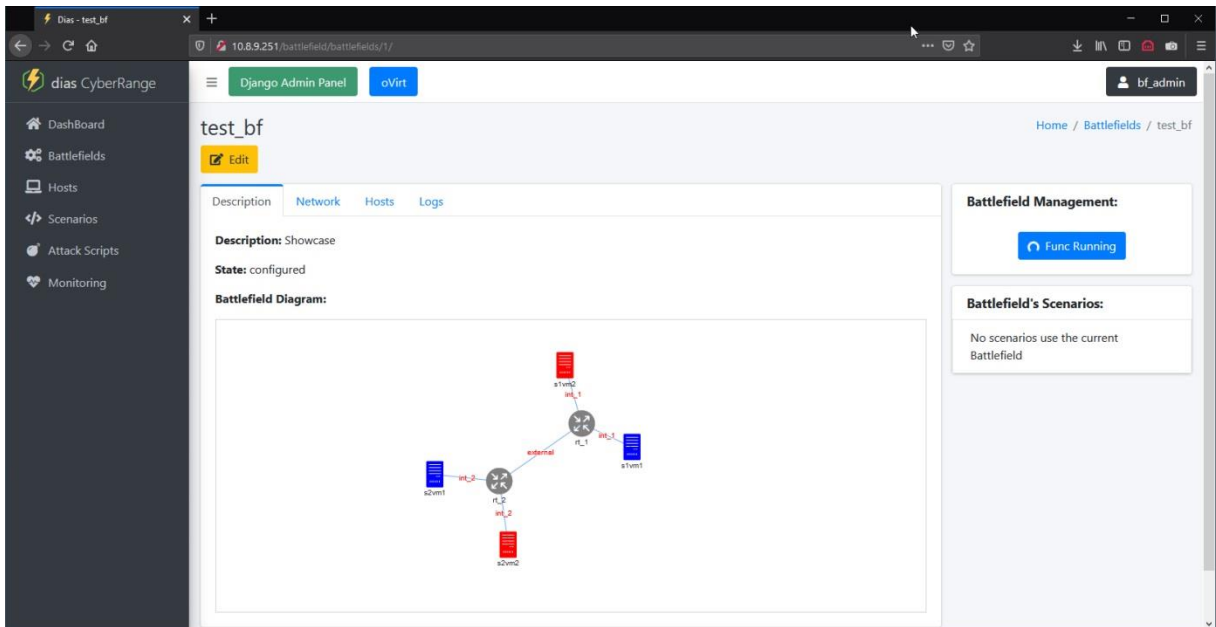 Dias - test_bf
10.8.9.251/battlefield/battlefields/1/
dias CyberRange
Django Admin Panel
oVirt
bf_admin
DashBoard
Battlefields
Hosts
Scenarios
Attack Scripts
Monitoring
test_bf
Home / Battlefields / test_bf
Edit
Description Network Hosts Logs
Description: Showcase
State: configured
Battlefield Diagram:
s1vm2
int_1
rt_1
int_1
s1vm1
external
int_2
s2vm1
rt_2
int_2
s2vm2
Battlefield Management:
Func Running
Battlefield's Scenarios:
No scenarios use the current
Battlefield